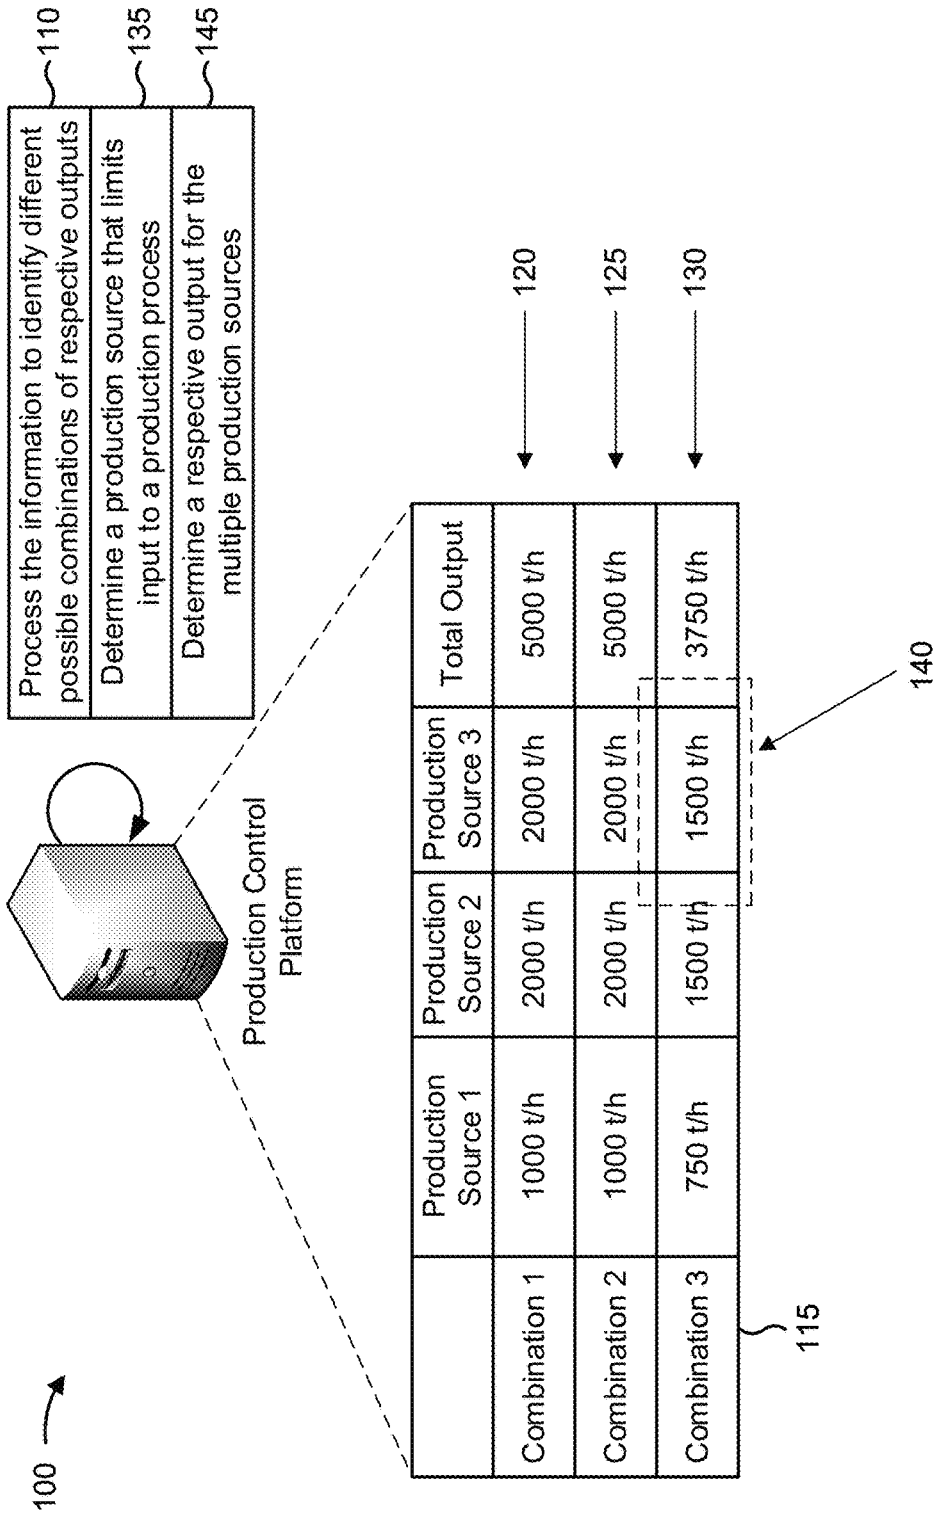 100
Production Control
Platform
Process the information to identify different
possible combinations of respective outputs
110
Determine a production source that limits
input to a production process
135
Determine a respective output for the
multiple production sources
145
Production
Source 1
Production
Source 2
Production
Source 3
Total Output
Combination 1
1000 t/h
2000 t/h
2000 t/h
5000 t/h
120
Combination 2
1000 t/h
2000 t/h
2000 t/h
5000 t/h
125
Combination 3
750 t/h
1500 t/h
1500 t/h
3750 t/h
130
115
140